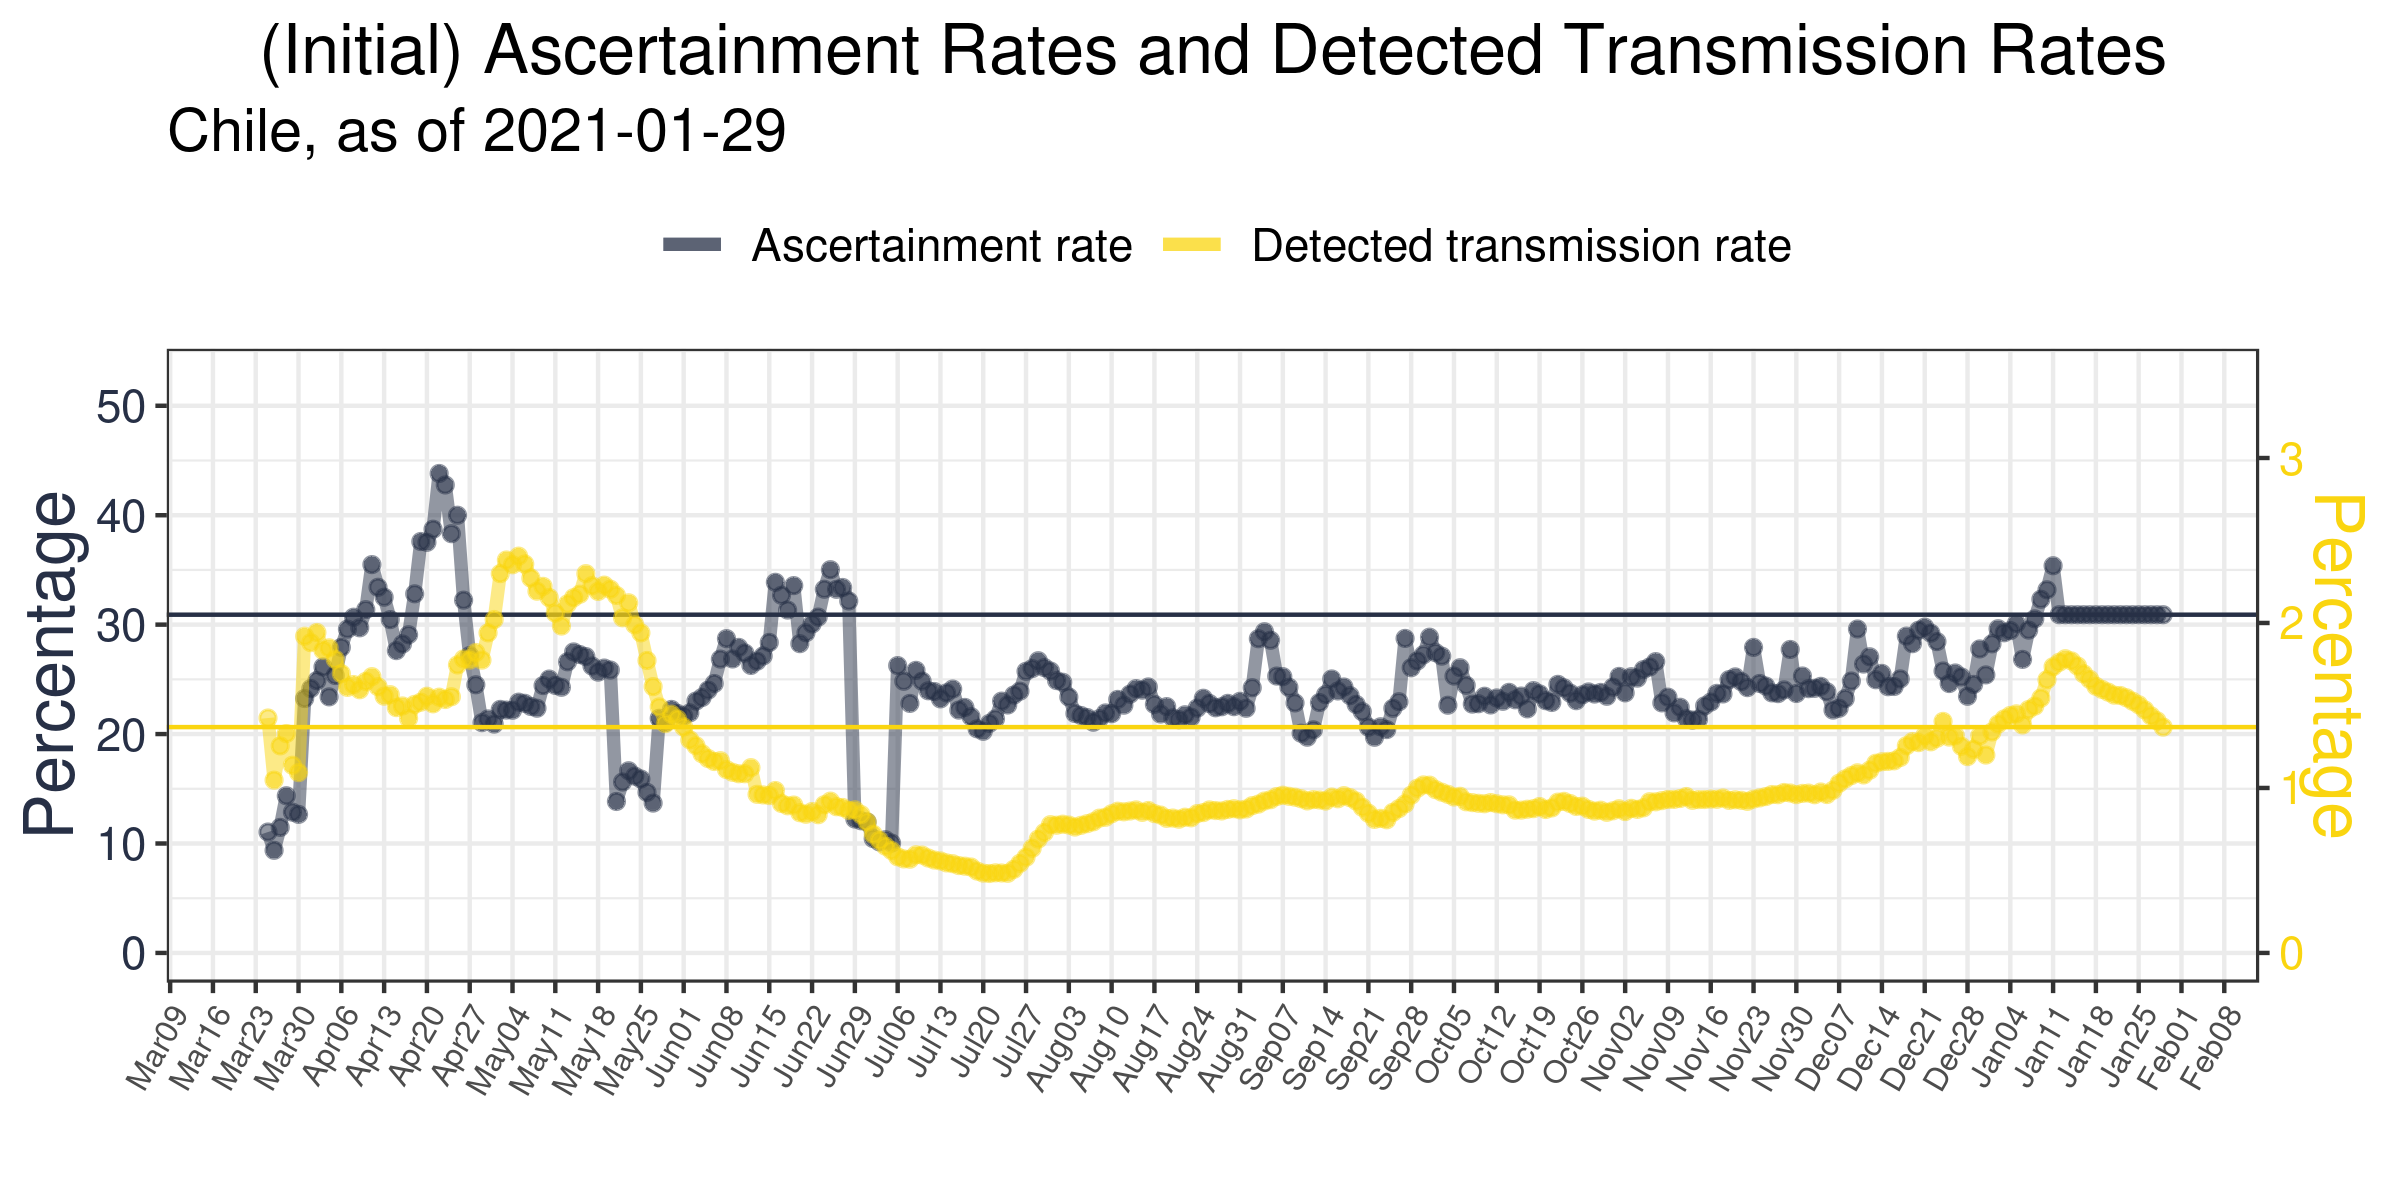 (Initial) Ascertainment Rates and Detected Transmission Rates
Chile, as of 2021-01-29
Ascertainment rate
Detected transmission rate
Percentage
50
40
30
20
10
0
3
2
1
0
Percentage
Mar09
Mar16
Mar23
Mar30
Apr06
Apr13
Apr20
Apr27
May04
May11
May18
May25
Jun01
Jun08
Jun15
Jun22
Jun29
Jul06
Jul13
Jul20
Jul27
Aug03
Aug10
Aug17
Aug24
Aug31
Sep07
Sep14
Sep21
Sep28
Oct05
Oct12
Oct19
Oct26
Nov02
Nov09
Nov16
Nov23
Nov30
Dec07
Dec14
Dec21
Dec28
Jan04
Jan11
Jan18
Jan25
Feb01
Feb08